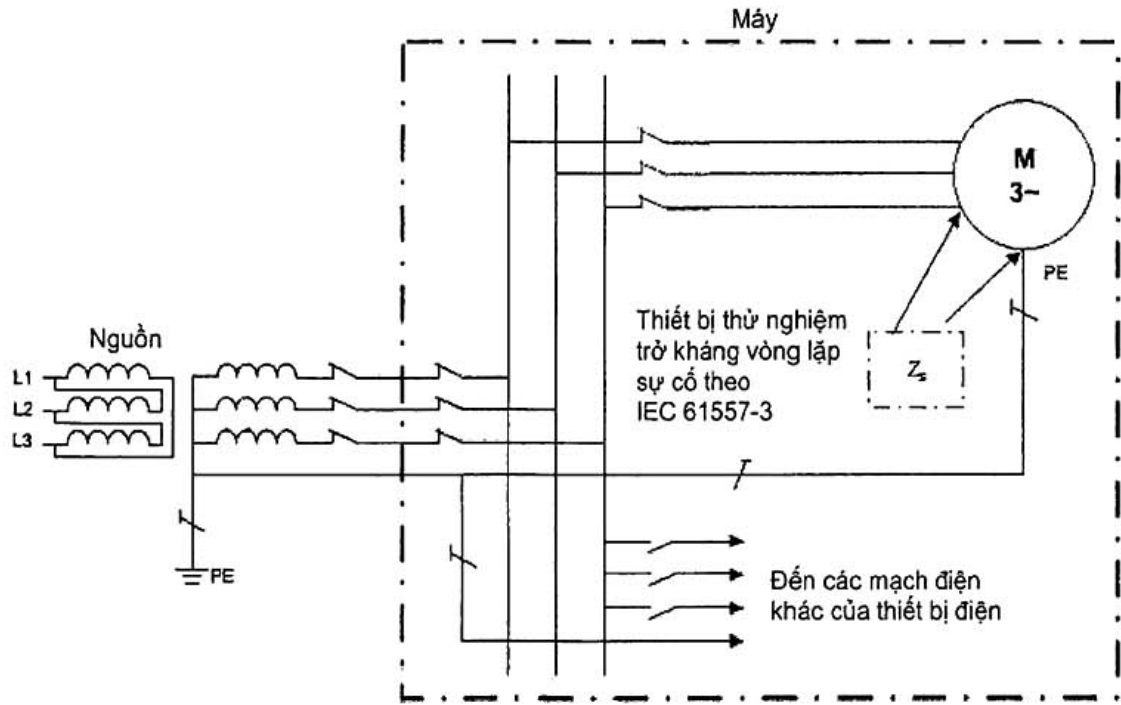 Máy
M
3~
PE
Thiết bị thử nghiệm
trở kháng vòng lặp
sự cố theo
IEC 61557-3
Zs
Nguồn
L1
L2
L3
PE
Đến các mạch điện
khác của thiết bị điện